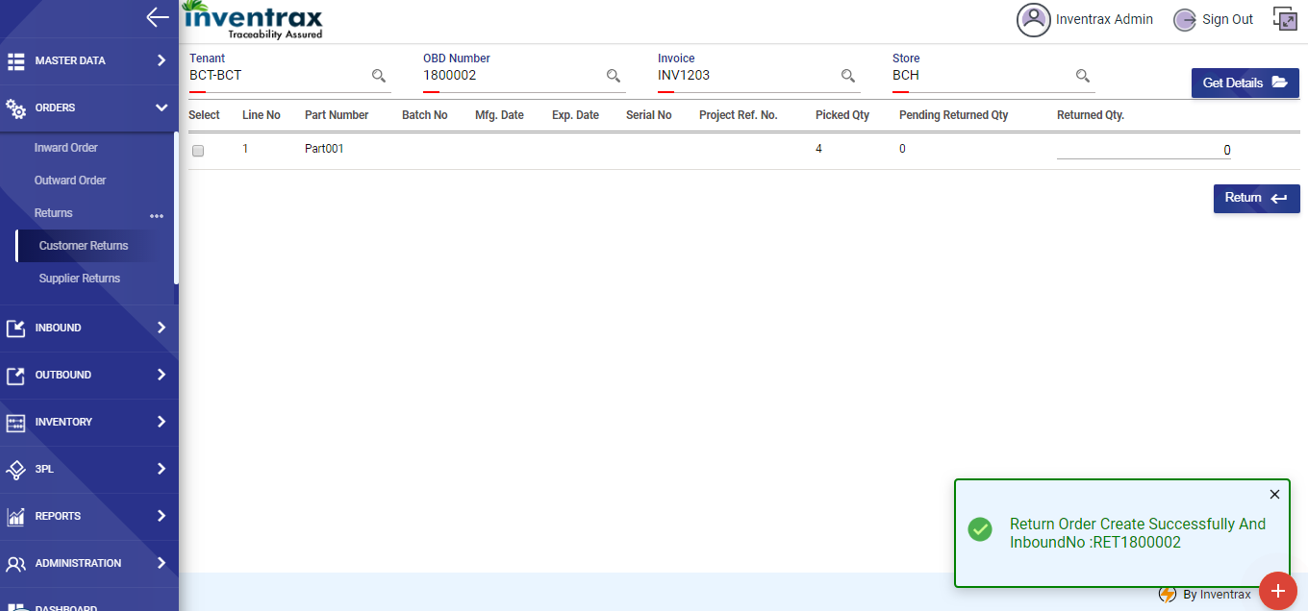 inventrax
Traceability Assured
Inventrax Admin
Sign Out
MASTER DATA
ORDERS
Inward Order
Outward Order
Returns
Customer Returns
Supplier Returns
INBOUND
OUTBOUND
INVENTORY
3PL
REPORTS
ADMINISTRATION
DASHBOARD
Tenant OBD Number Invoice Store
BCT-BCT 1800002 INV1203 BCH
Get Details
Select Line No Part Number Batch No Mfg. Date Exp. Date Serial No Project Ref. No. Picked Qty Pending Returned Qty Returned Qty.
1 Part001 4 0 0
Return
Return Order Create Successfully And
InboundNo :RET1800002
By Inventrax